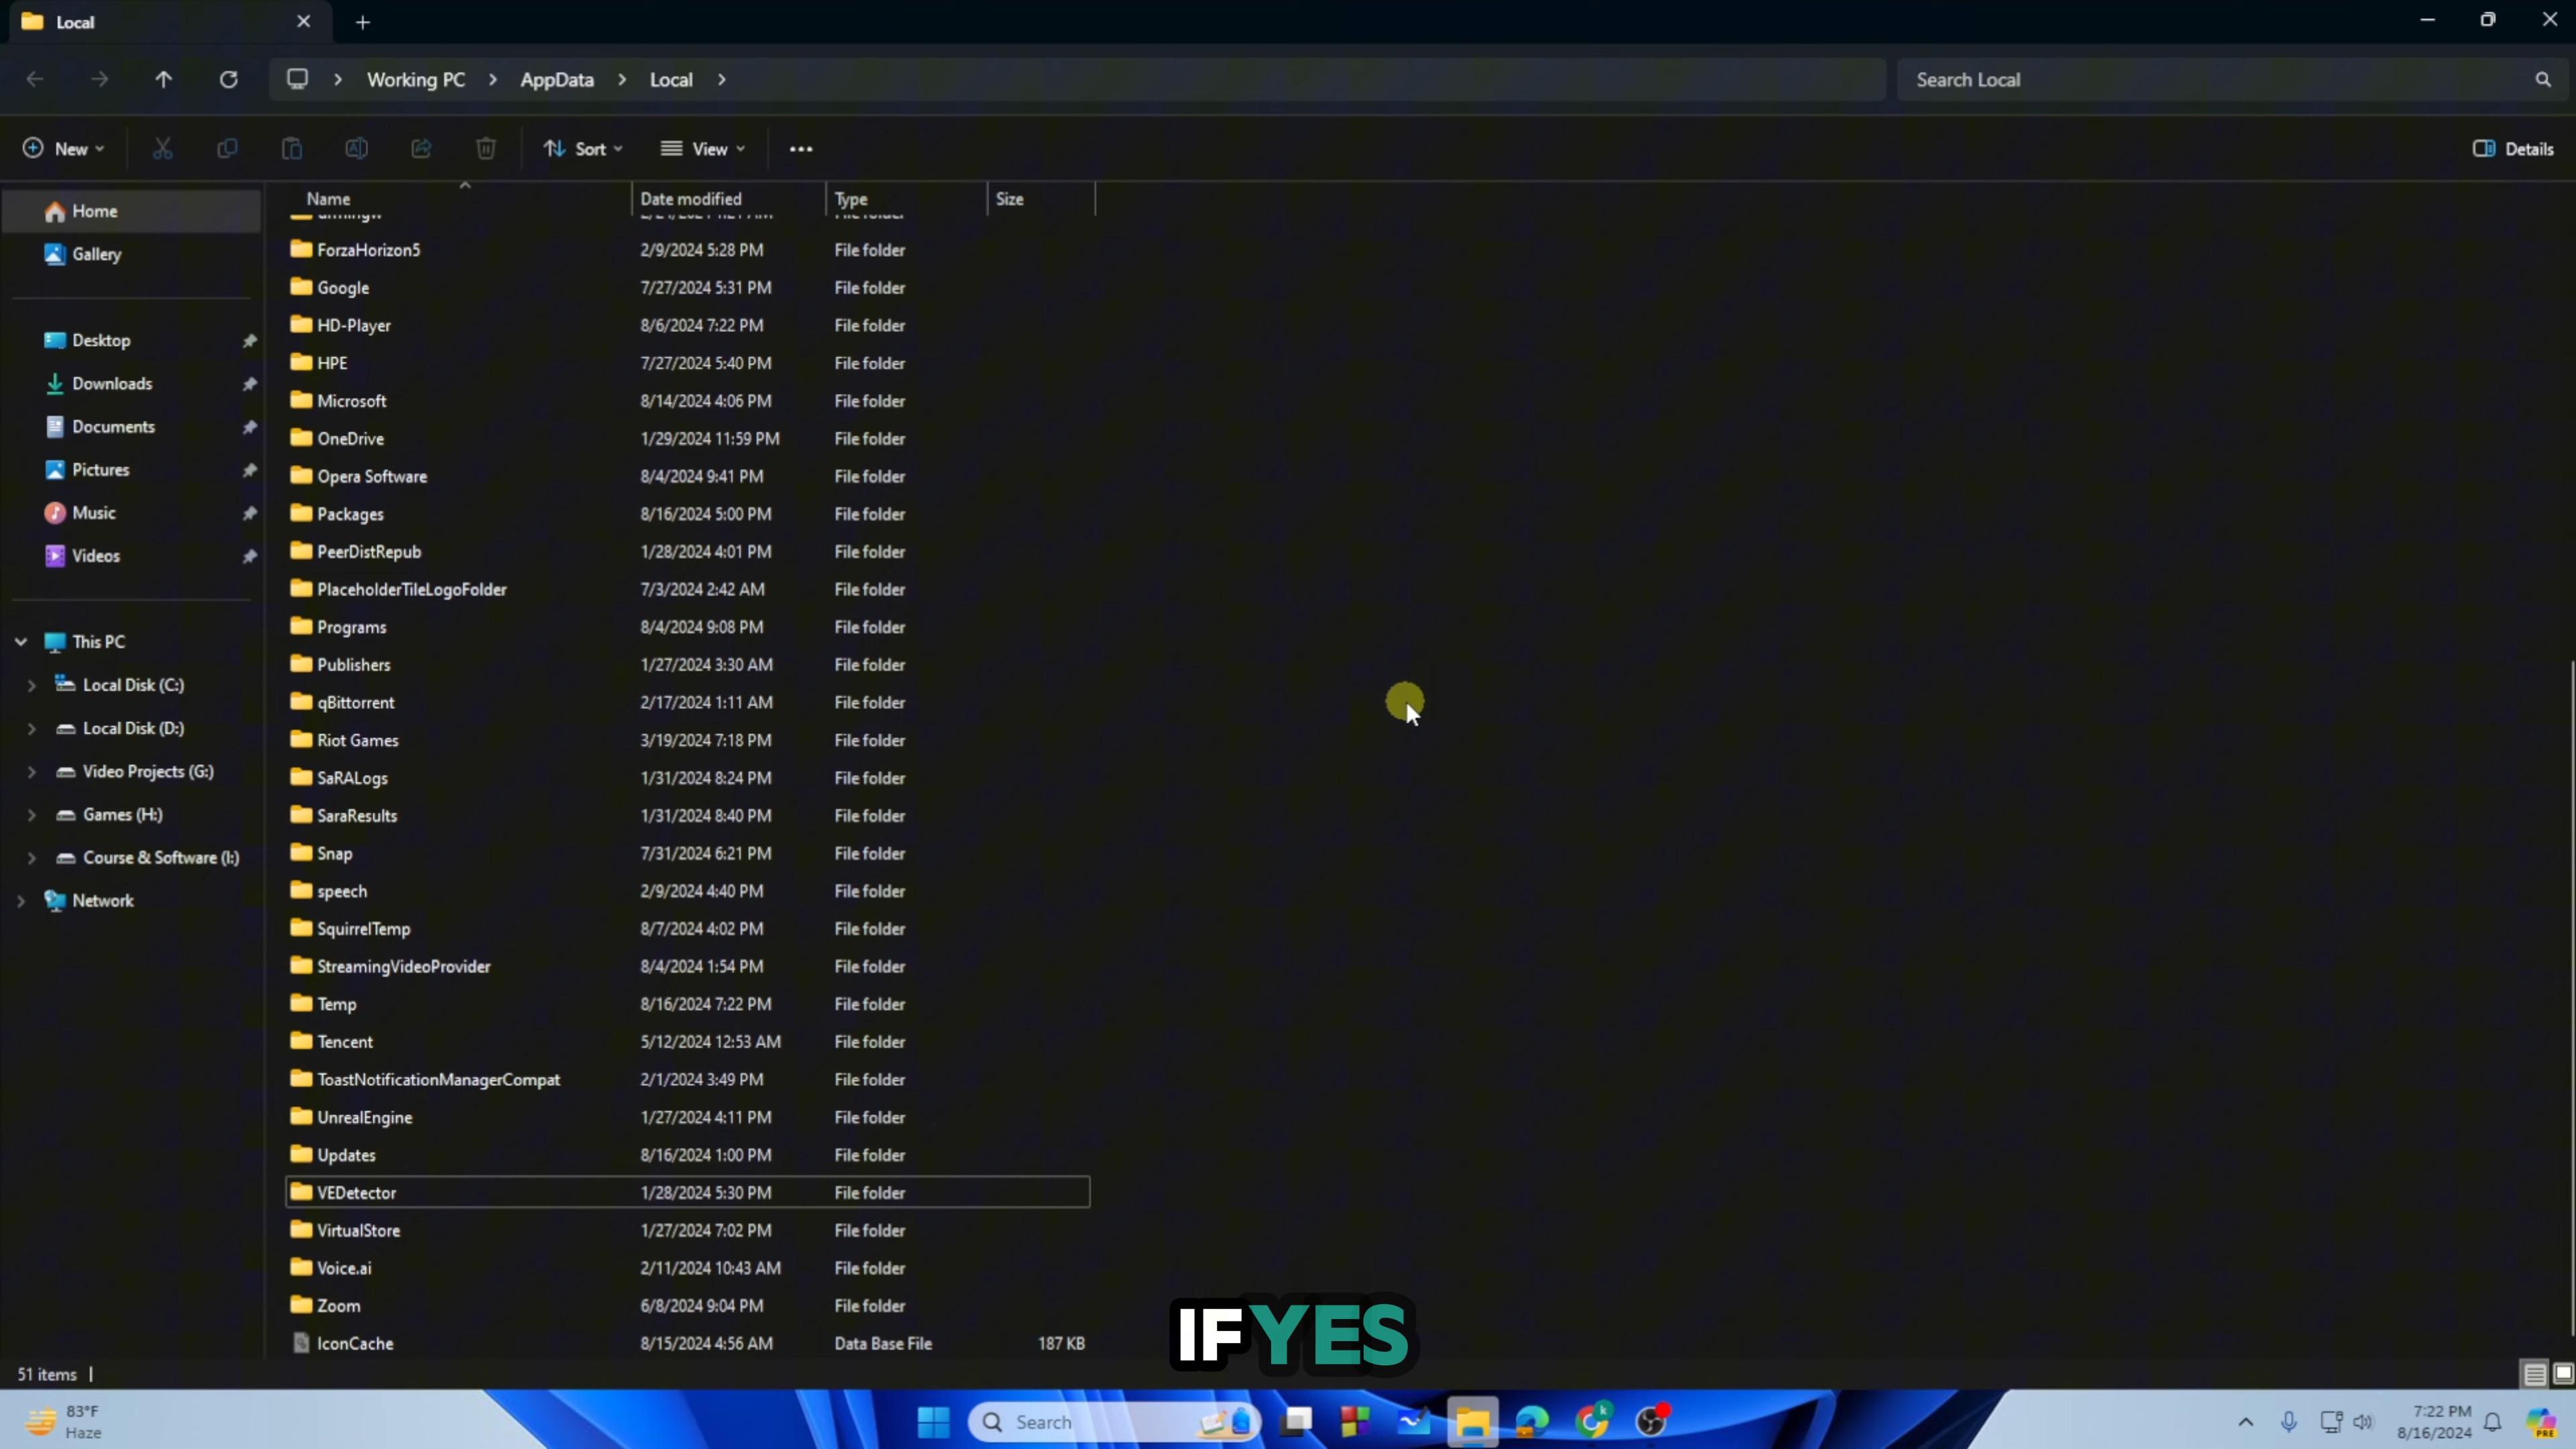 Local
Working PC > AppData > Local >
Search Local
New
Sort
View
Details
Name Date modified Type Size
Home
Gallery
Desktop
Downloads
Documents
Pictures
Music
Videos
This PC
Local Disk (C:)
Local Disk (D:)
Video Projects (G:)
Games (H:)
Course & Software (I:)
Network
ForzaHorizon5 2/9/2024 5:28 PM File folder
Google 7/27/2024 5:31 PM File folder
HD-Player 8/6/2024 7:22 PM File folder
HPE 7/27/2024 5:40 PM File folder
Microsoft 8/14/2024 4:06 PM File folder
OneDrive 1/29/2024 11:59 PM File folder
Opera Software 8/4/2024 9:41 PM File folder
Packages 8/16/2024 5:00 PM File folder
PeerDistRepub 1/28/2024 4:01 PM File folder
PlaceholderTileLogoFolder 7/3/2024 2:42 AM File folder
Programs 8/4/2024 9:08 PM File folder
Publishers 1/27/2024 3:30 AM File folder
qBittorrent 2/17/2024 1:11 AM File folder
Riot Games 3/19/2024 7:18 PM File folder
SaRALogs 1/31/2024 8:24 PM File folder
SaraResults 1/31/2024 8:40 PM File folder
Snap 7/31/2024 6:21 PM File folder
speech 2/9/2024 4:40 PM File folder
SquirrelTemp 8/7/2024 4:02 PM File folder
StreamingVideoProvider 8/4/2024 1:54 PM File folder
Temp 8/16/2024 7:22 PM File folder
Tencent 5/12/2024 12:53 AM File folder
ToastNotificationManagerCompat 2/1/2024 3:49 PM File folder
UnrealEngine 1/27/2024 4:11 PM File folder
Updates 8/16/2024 1:00 PM File folder
VEDetector 1/28/2024 5:30 PM File folder
VirtualStore 1/27/2024 7:02 PM File folder
Voice.ai 2/11/2024 10:43 AM File folder
Zoom 6/8/2024 9:04 PM File folder
IconCache 8/15/2024 4:56 AM Data Base File 187 KB
IF YES
51 items
83°F
Haze
Search
7:22 PM
8/16/2024
PRE